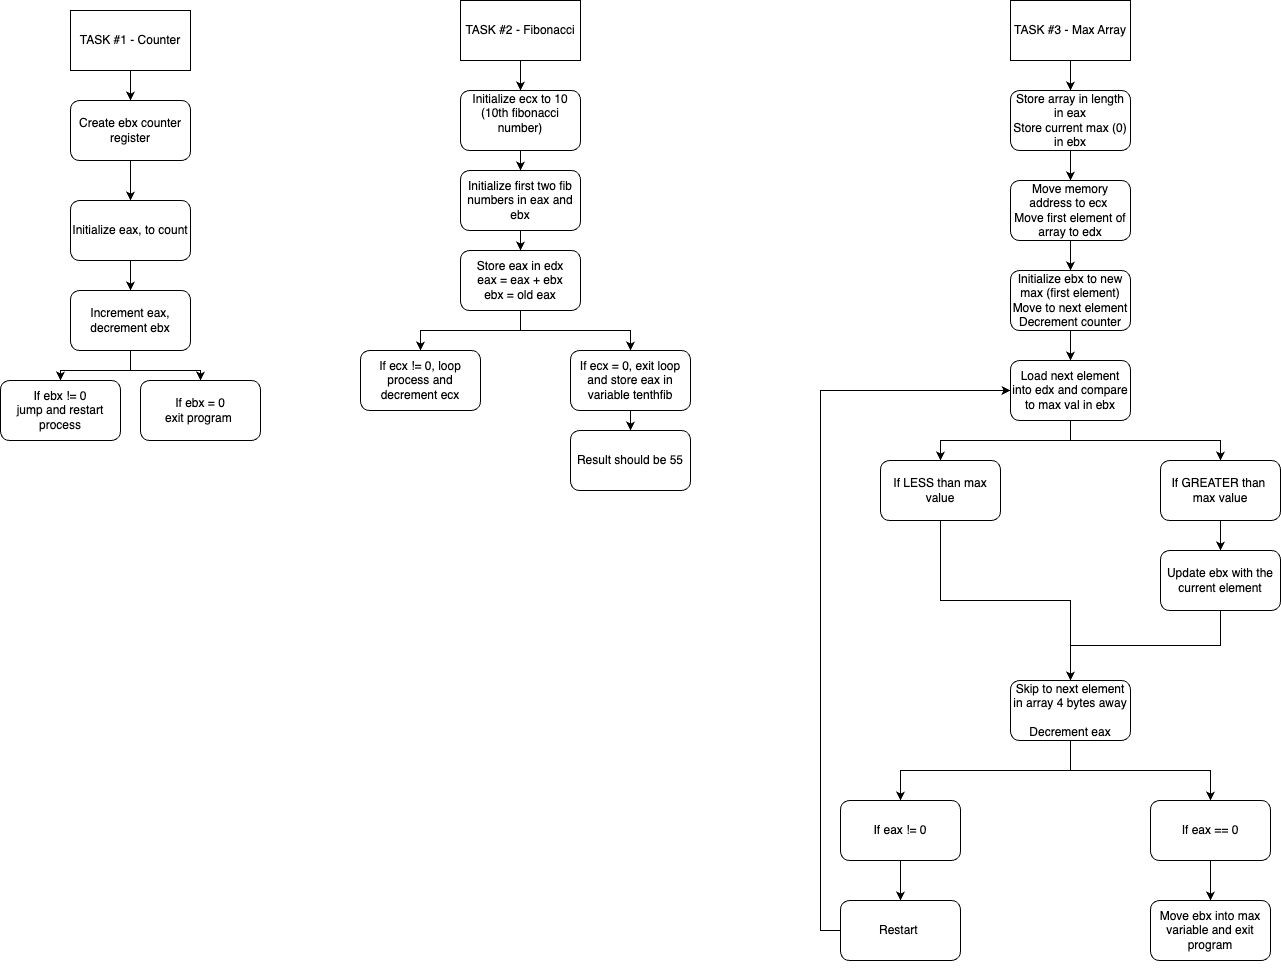 TASK #1 - Counter
Create ebx counter
register
Initialize eax, to count
Increment eax,
decrement ebx
If ebx != 0
jump and restart
process
If ebx = 0
exit program
TASK #2 - Fibonacci
Initialize ecx to 10
(10th fibonacci
number)
Initialize first two fib
numbers in eax and
ebx
Store eax in edx
eax = eax + ebx
ebx = old eax
If ecx != 0, loop
process and
decrement ecx
If ecx = 0, exit loop
and store eax in
variable tenthfib
Result should be 55
TASK #3 - Max Array
Store array in length
in eax
Store current max (0)
in ebx
Move memory
address to ecx
Move first element of
array to edx
Initialize ebx to new
max (first element)
Move to next element
Decrement counter
Load next element
into edx and compare
to max val in ebx
If LESS than max
value
If GREATER than
max value
Update ebx with the
current element
Skip to next element
in array 4 bytes away
Decrement eax
If eax != 0
If eax == 0
Restart
Move ebx into max
variable and exit
program